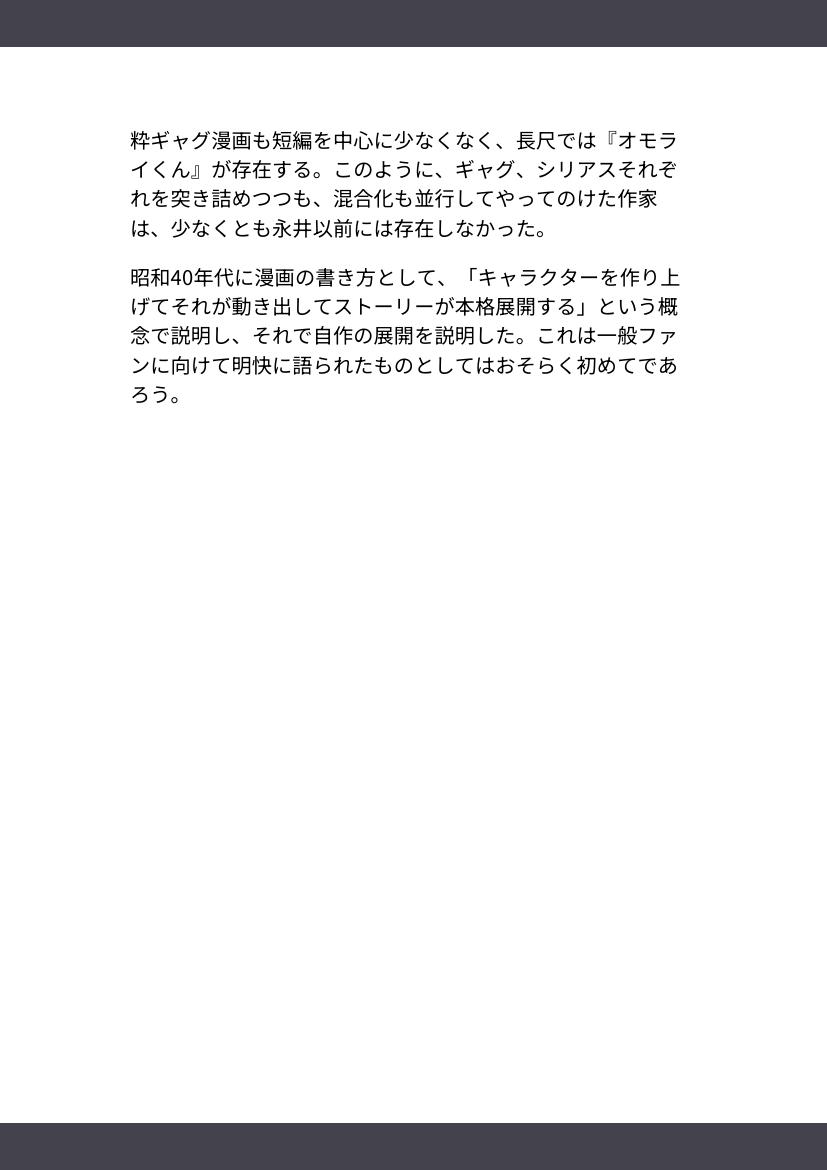 粋ギャグ漫画も短編を中心に少なくなく、長尺では『オモラ
イくん』が存在する。このように、ギャグ、シリアスそれぞ
れを突き詰めつつも、混合化も並行してやってのけた作家
は、少なくとも永井以前には存在しなかった。
昭和40年代に漫画の書き方として、「キャラクターを作り上
げてそれが動き出してストーリーが本格展開する」という概
念で説明し、それで自作の展開を説明した。これは一般ファ
ンに向けて明快に語られたものとしてはおそらく初めてであ
ろう。